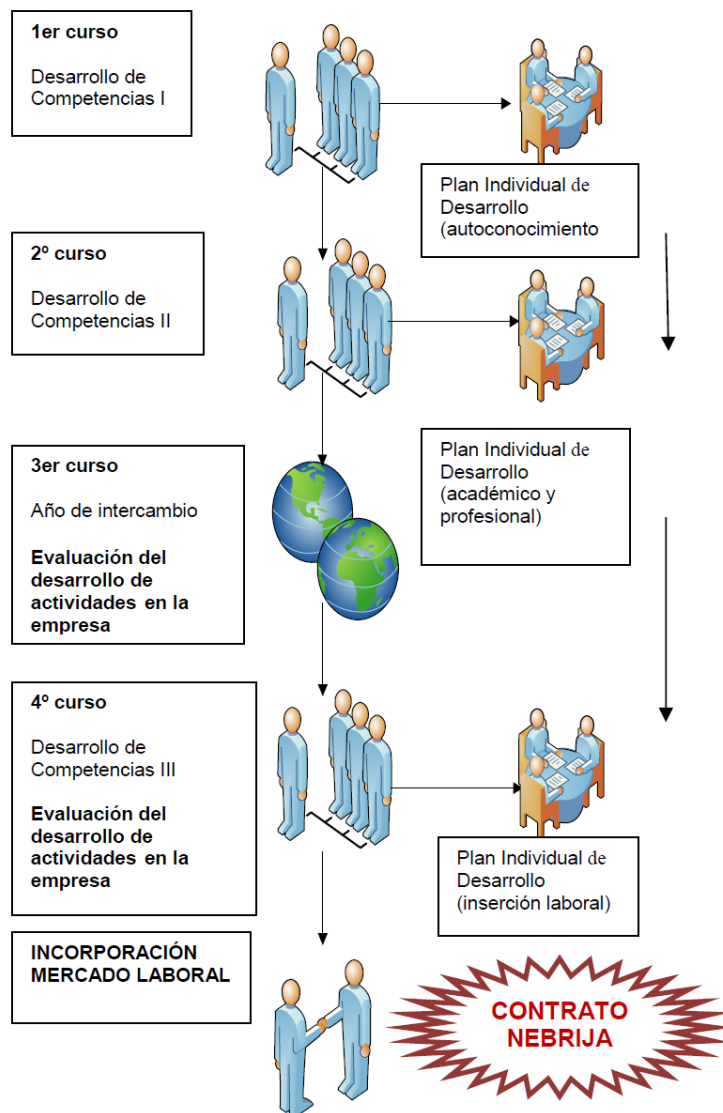 1er curso
Desarrollo de
Competencias I
Plan Individual de
Desarrollo
(autoconocimiento
2º curso
Desarrollo de
Competencias II
Plan Individual de
Desarrollo
(académico y
profesional)
3er curso
Año de intercambio
Evaluación del
desarrollo de
actividades en la
empresa
4º curso
Desarrollo de
Competencias III
Evaluación del
desarrollo de
actividades en la
empresa
Plan Individual de
Desarrollo
(inserción laboral)
INCORPORACIÓN
MERCADO LABORAL
CONTRATO
NEBRIJA